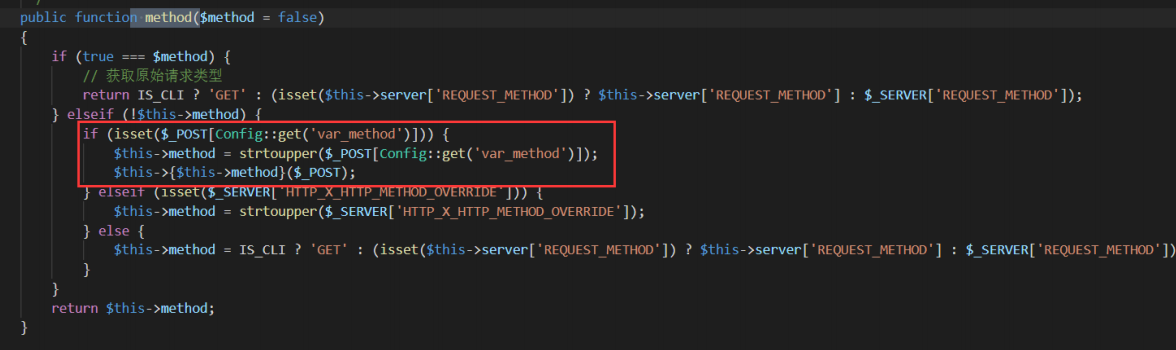 public function method($method = false)
{
if (true === $method) {
// 获取原始请求类型
return IS_CLI ? 'GET' : (isset($this->server['REQUEST_METHOD']) ? $this->server['REQUEST_METHOD'] : $_SERVER['REQUEST_METHOD']);
} elseif (!$this->method) {
if (isset($_POST[Config::get('var_method')])) {
$this->method = strtoupper($_POST[Config::get('var_method')]);
$this->{$this->method}($_POST);
} elseif (isset($_SERVER['HTTP_X_HTTP_METHOD_OVERRIDE'])) {
$this->method = strtoupper($_SERVER['HTTP_X_HTTP_METHOD_OVERRIDE']);
} else {
$this->method = IS_CLI ? 'GET' : (isset($this->server['REQUEST_METHOD']) ? $this->server['REQUEST_METHOD'] : $_SERVER['REQUEST_METHOD'])
}
}
return $this->method;
}